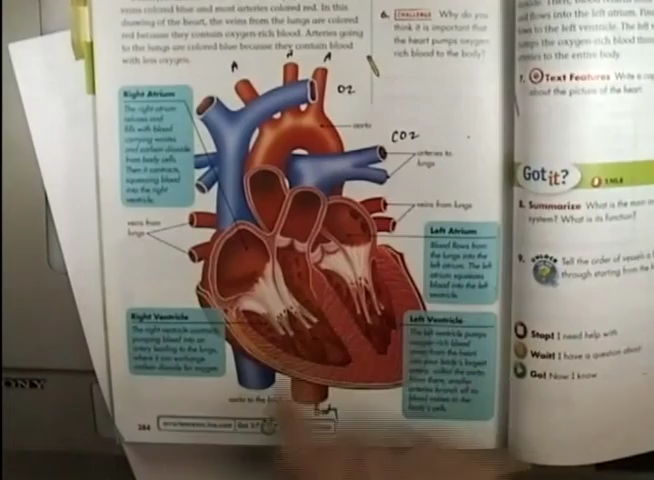 veins colored blue and most arteries colored red. In this
drawing of the heart, the veins from the lungs are colored
red because they contain oxygen-rich blood. Arteries going
to the lungs are colored blue because they contain blood
with less oxygen.
6. CHALLENGE Why do you
think it is important that
the heart pumps oxygen
rich blood to the body?
A
A
A
O2
CO2
aorta
arteries to
lungs
Right Atrium
The right atrium
relaxes and
fills with blood
carrying wastes
and carbon dioxide
from body cells.
Then it contracts,
squeezing blood
into the right
ventricle.
veins from
lungs
veins from lungs
Left Atrium
Blood flows from
the lungs into the
left atrium. The left
atrium squeezes
blood into the left
ventricle.
Right Ventricle
The right ventricle contracts,
pumping blood into an
artery leading to the lungs,
where it can exchange
carbon dioxide for oxygen.
Left Ventricle
The left ventricle pumps
oxygen-rich blood
away from the heart
into your body's largest
artery, called the aorta.
From there, smaller
arteries branch off so
blood moves to the
body's cells.
aorta to the
Body
284
flows into the left atrium.
to the left ventricle. The left
the oxygen-rich blood
to the entire body.
7. Text Features Write a
about the picture of the heart.
Got it?
8. Summarize What is the main
system? What is its function?
9. Tell the order of vessels
through starting from the
Stop! I need help with
Wait! I have a question about
Go! Now I know
ONY